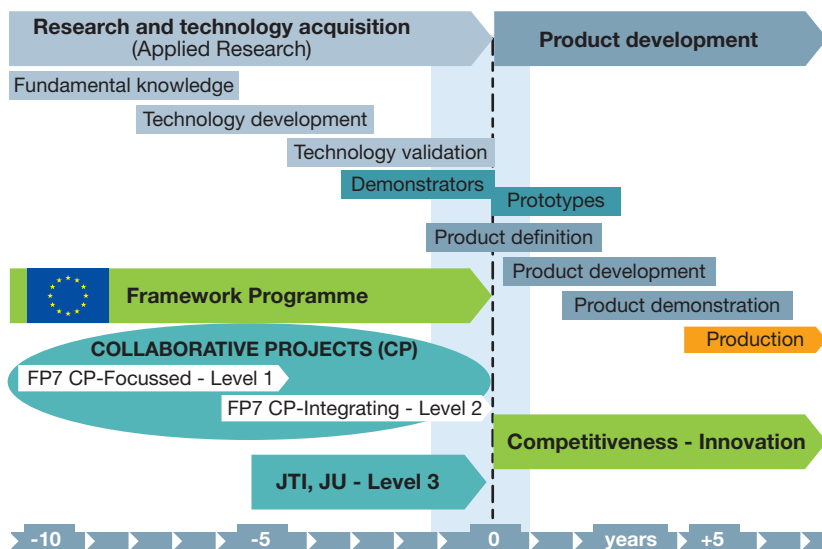 Research and technology acquisition
(Applied Research)
Product development
Fundamental knowledge
Technology development
Technology validation
Demonstrators
Prototypes
Product definition
Product development
Product demonstration
Production
Framework Programme
COLLABORATIVE PROJECTS (CP)
FP7 CP-Focussed - Level 1
FP7 CP-Integrating - Level 2
Competitiveness - Innovation
JTI, JU - Level 3
-10 -5 0 years +5